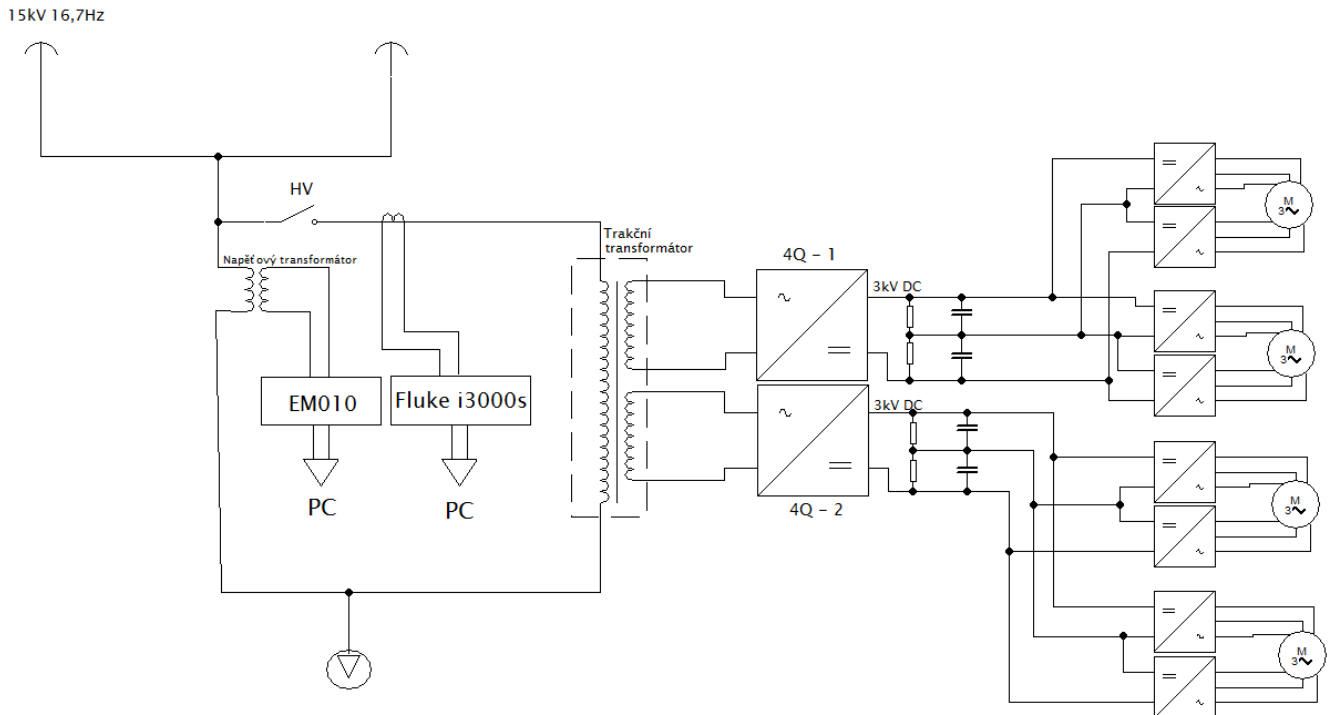 15kV 16,7Hz
HV
Napěťový transformátor
Trakční
transformátor
EM010
Fluke i3000s
PC
PC
4Q - 1
3kV DC
3kV DC
4Q - 2
M
3~
M
3~
M
3~
M
3~